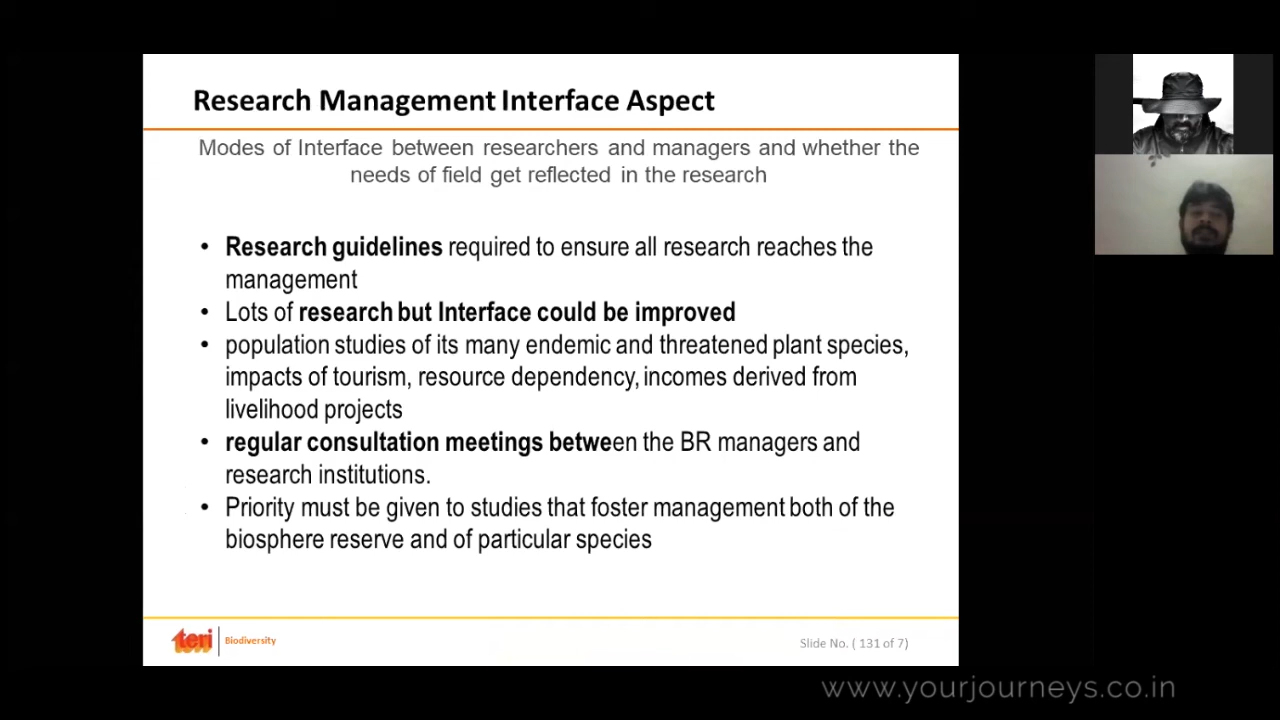 Research Management Interface Aspect
Modes of Interface between researchers and managers and whether the
needs of field get reflected in the research
• Research guidelines required to ensure all research reaches the
management
• Lots of research but Interface could be improved
• population studies of its many endemic and threatened plant species,
impacts of tourism, resource dependency, incomes derived from
livelihood projects
• regular consultation meetings between the BR managers and
research institutions.
• Priority must be given to studies that foster management both of the
biosphere reserve and of particular species
teri Biodiversity
Slide No. ( 131 of 7)
www.yourjourneys.co.in